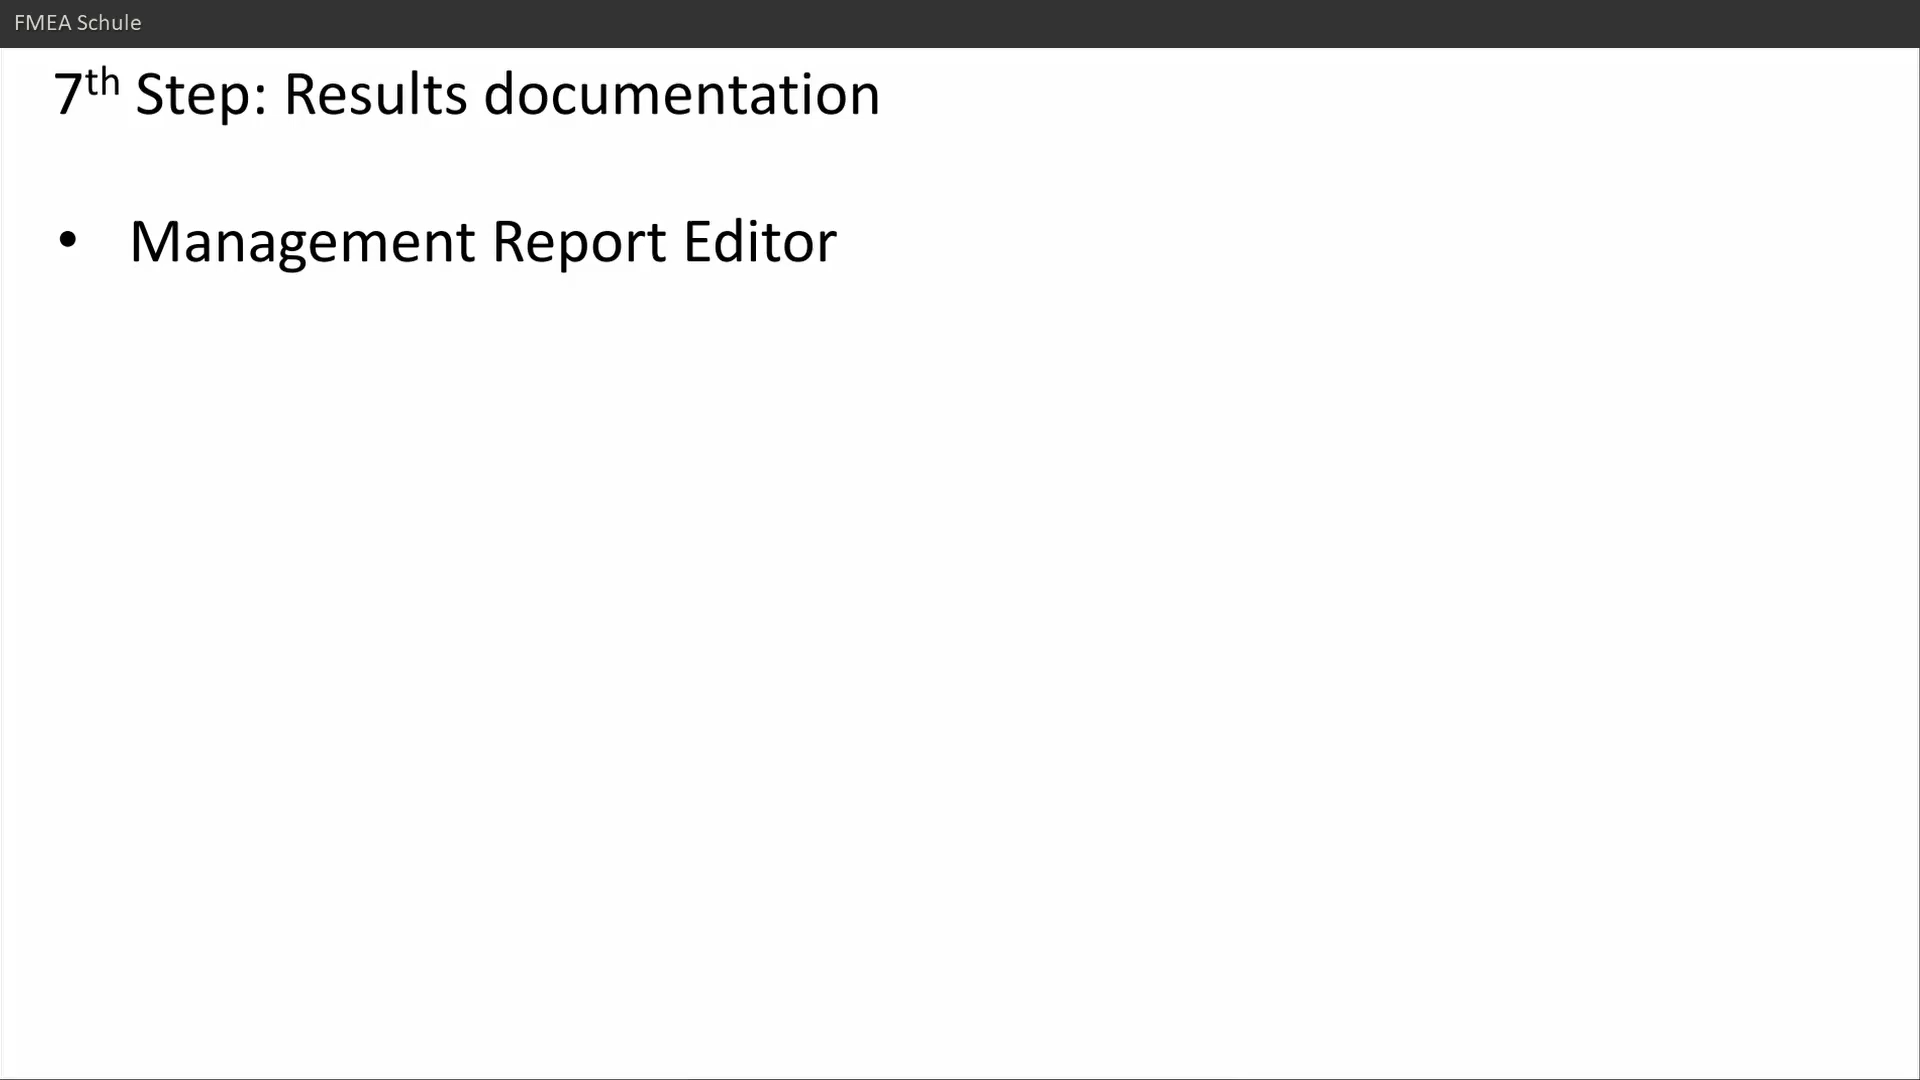 FMEA Schule
7th Step: Results documentation
• Management Report Editor